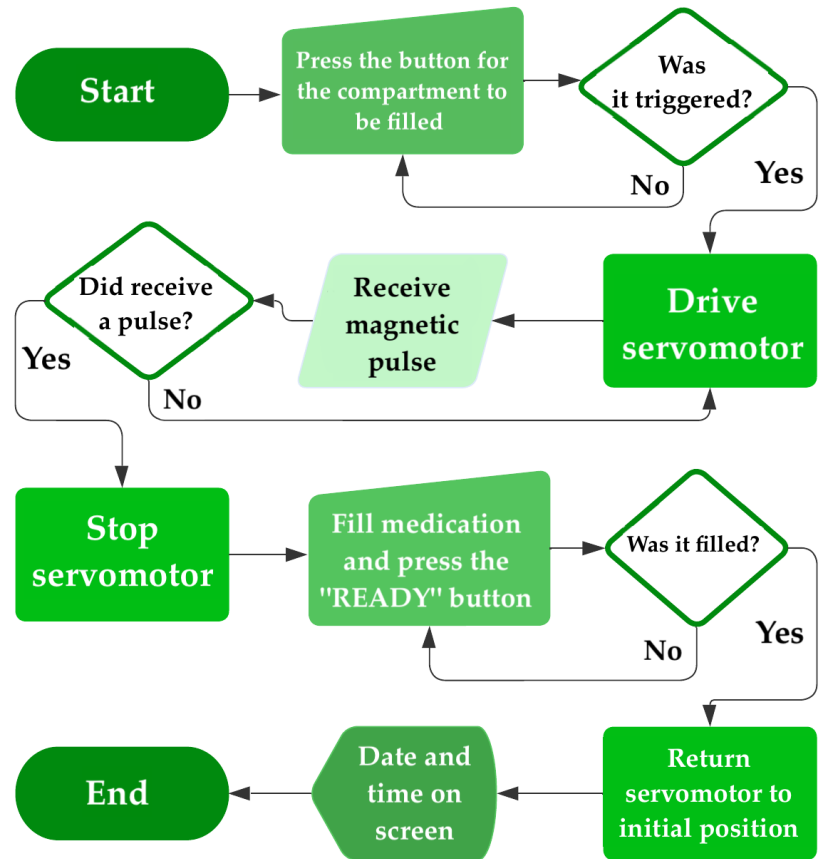 Start
Press the button for
the compartment to
be filled
Was
it triggered?
No
Yes
Did receive
a pulse?
Receive
magnetic
pulse
Drive
servomotor
Yes
No
Stop
servomotor
Fill medication
and press the
"READY" button
Was it filled?
No
Yes
End
Date and
time on
screen
Return
servomotor to
initial position